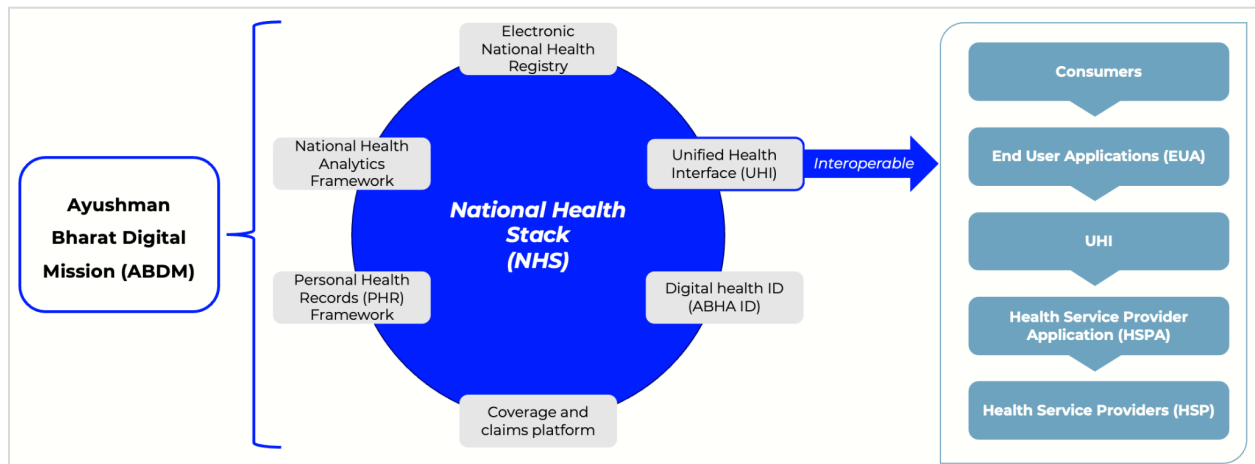 Ayushman
Bharat Digital
Mission (ABDM)
Electronic
National Health
Registry
National Health
Analytics
Framework
Unified Health
Interface (UHI)
Interoperable
National Health
Stack
(NHS)
Personal Health
Records (PHR)
Framework
Digital health ID
(ABHA ID)
Coverage and
claims platform
Consumers
End User Applications (EUA)
UHI
Health Service Provider
Application (HSPA)
Health Service Providers (HSP)